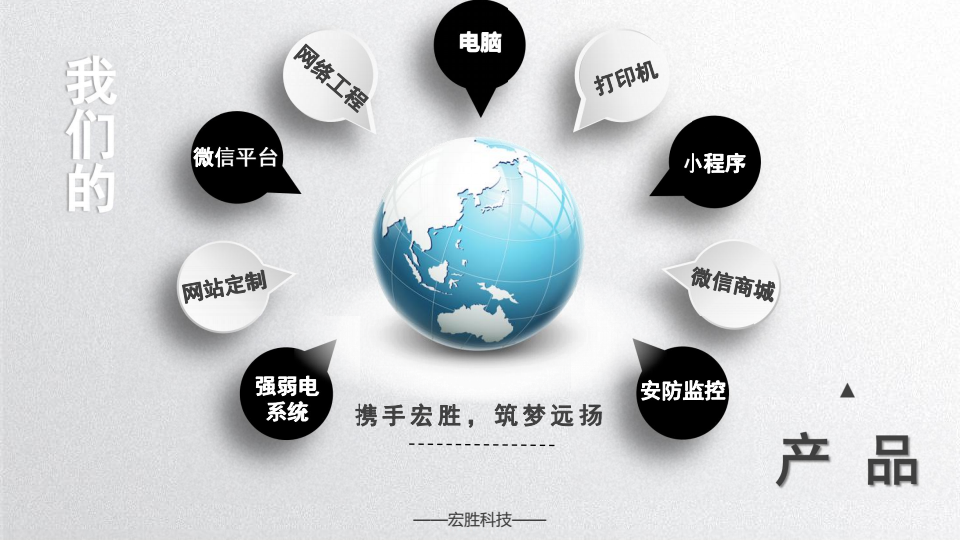 我们的
电脑
网络工程
打印机
微信平台
小程序
网站定制
微信商城
强弱电
系统
安防监控
携手宏胜，筑梦远扬
产品
——宏胜科技——